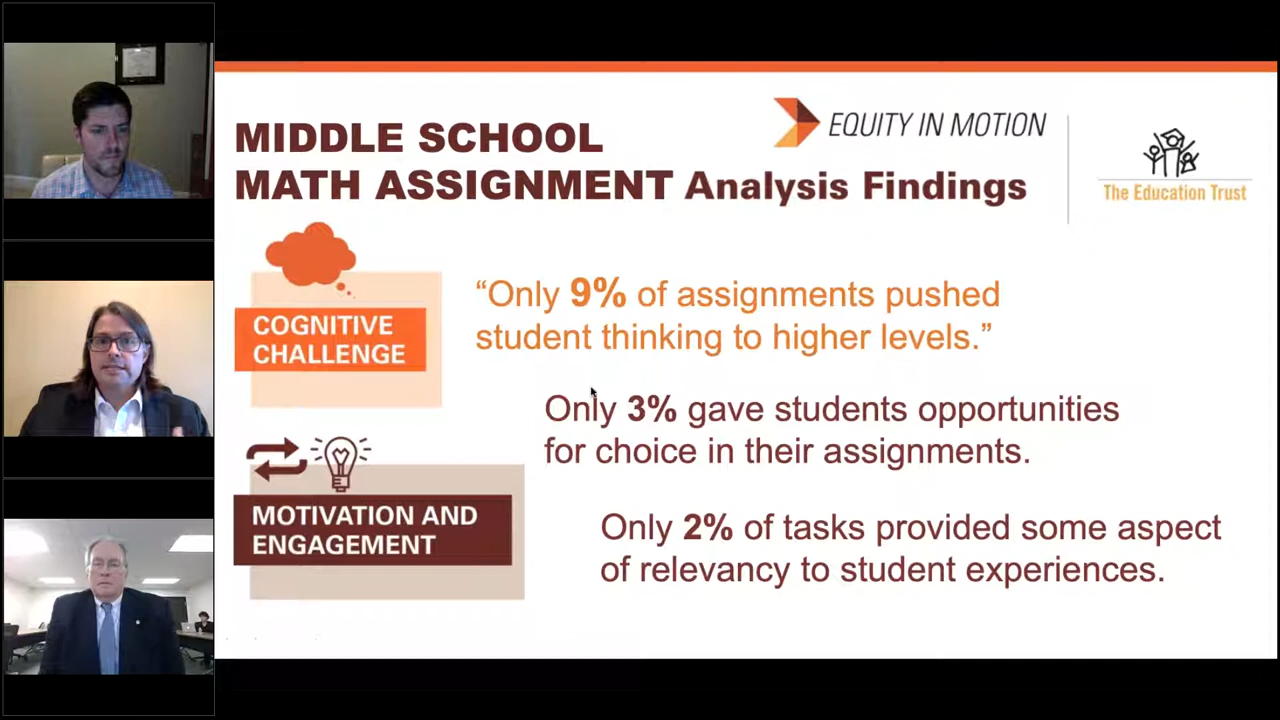 MIDDLE SCHOOL
MATH ASSIGNMENT Analysis Findings
EQUITY IN MOTION
The Education Trust
COGNITIVE
CHALLENGE
“Only 9% of assignments pushed
student thinking to higher levels.”
Only 3% gave students opportunities
for choice in their assignments.
MOTIVATION AND
ENGAGEMENT
Only 2% of tasks provided some aspect
of relevancy to student experiences.